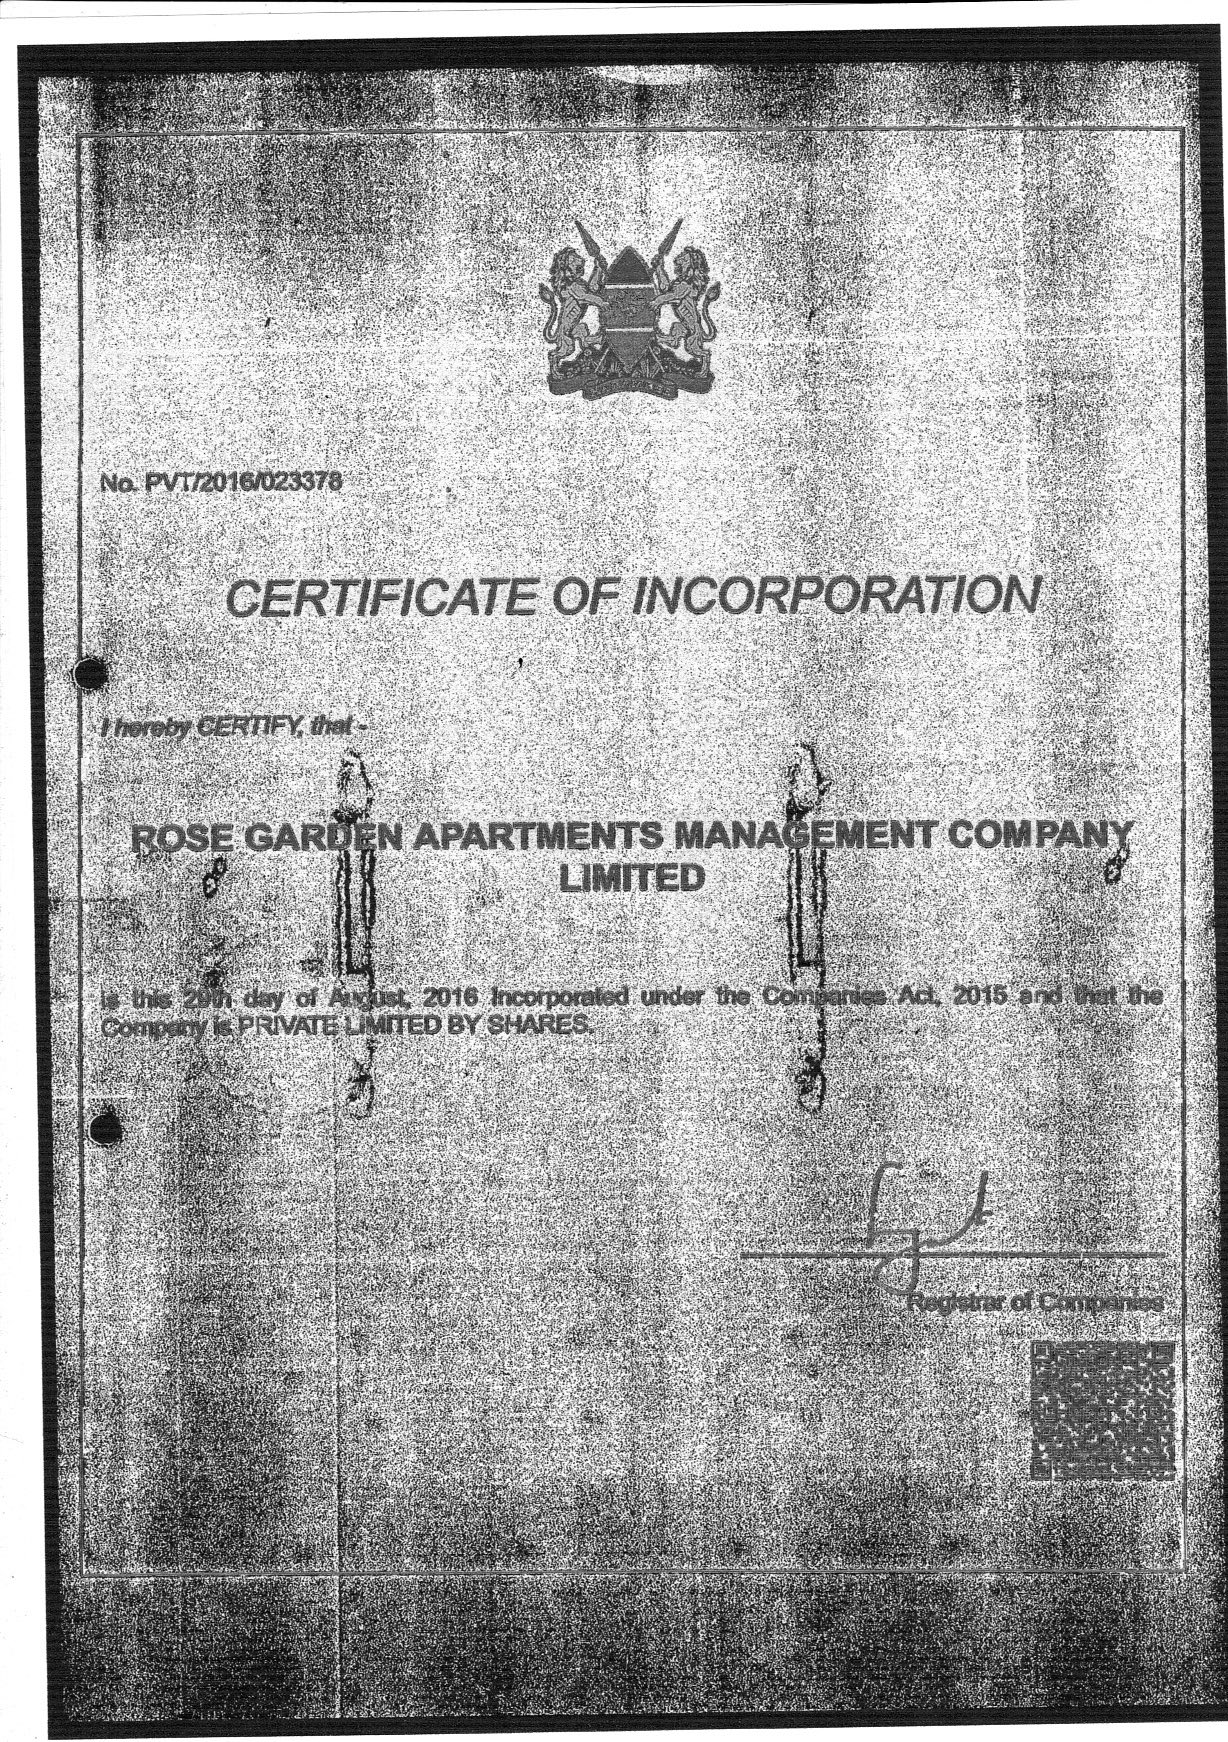 No. PVT/2016/023378
CERTIFICATE OF INCORPORATION
I hereby CERTIFY, that -
ROSE GARDEN APARTMENTS MANAGEMENT COMPANY
LIMITED
is this 29th day of August, 2016 Incorporated under the Companies Act, 2015 and that the
Company is PRIVATE LIMITED BY SHARES.
Registrar of Companies